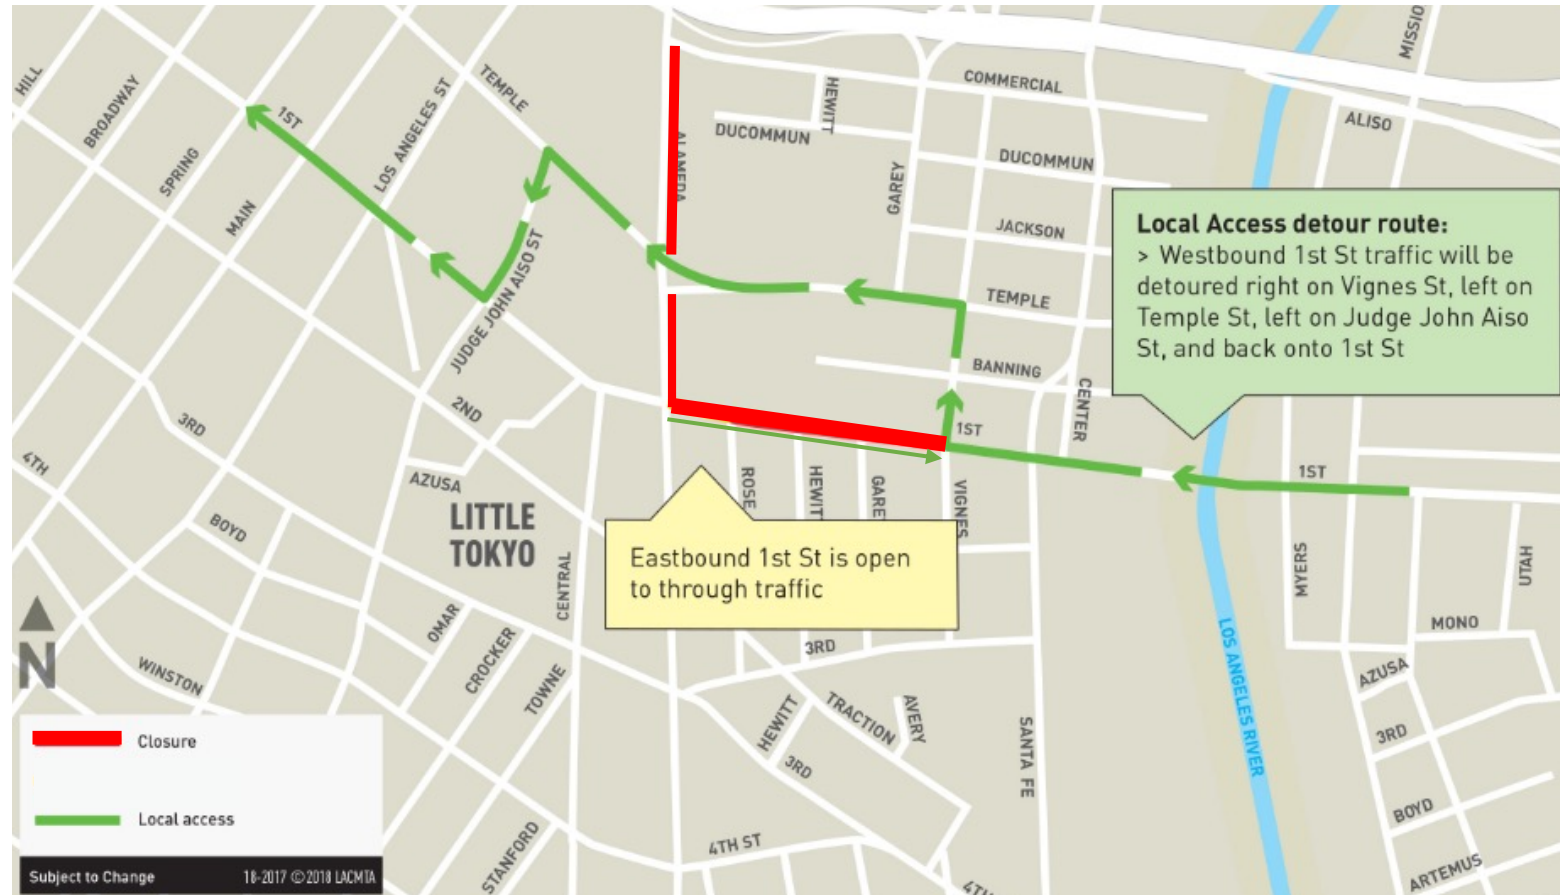 HILL
BROADWAY
SPRING
1ST
MAIN
LOS ANGELES ST
TEMPLE
ALAMEDA
HEWITT
COMMERCIAL
DUCOMMUN
GAREY
DUCOMMUN
JACKSON
TEMPLE
BANNING
CENTER
ALISO
Local Access detour route:
> Westbound 1st St traffic will be
detoured right on Vignes St, left on
Temple St, left on Judge John Aiso
St, and back onto 1st St
JUDGE JOHN AISO ST
2ND
3RD
4TH
AZUSA
BOYD
LITTLE
TOKYO
1ST
1ST
ROSE
HEWITT
VIGNES
Eastbound 1st St is open
to through traffic
CENTRAL
OMAR
CROCKER
TOWNE
WINSTON
STANFORD
3RD
HEWITT
TRACTION
AVERY
3RD
SANTA FE
4TH ST
4TH
LOS ANGELES RIVER
MYERS
UTAH
MONO
AZUSA
3RD
BOYD
ARTEMUS
N
Closure
Local access
Subject to Change
18-2017 © 2018 LACMTA